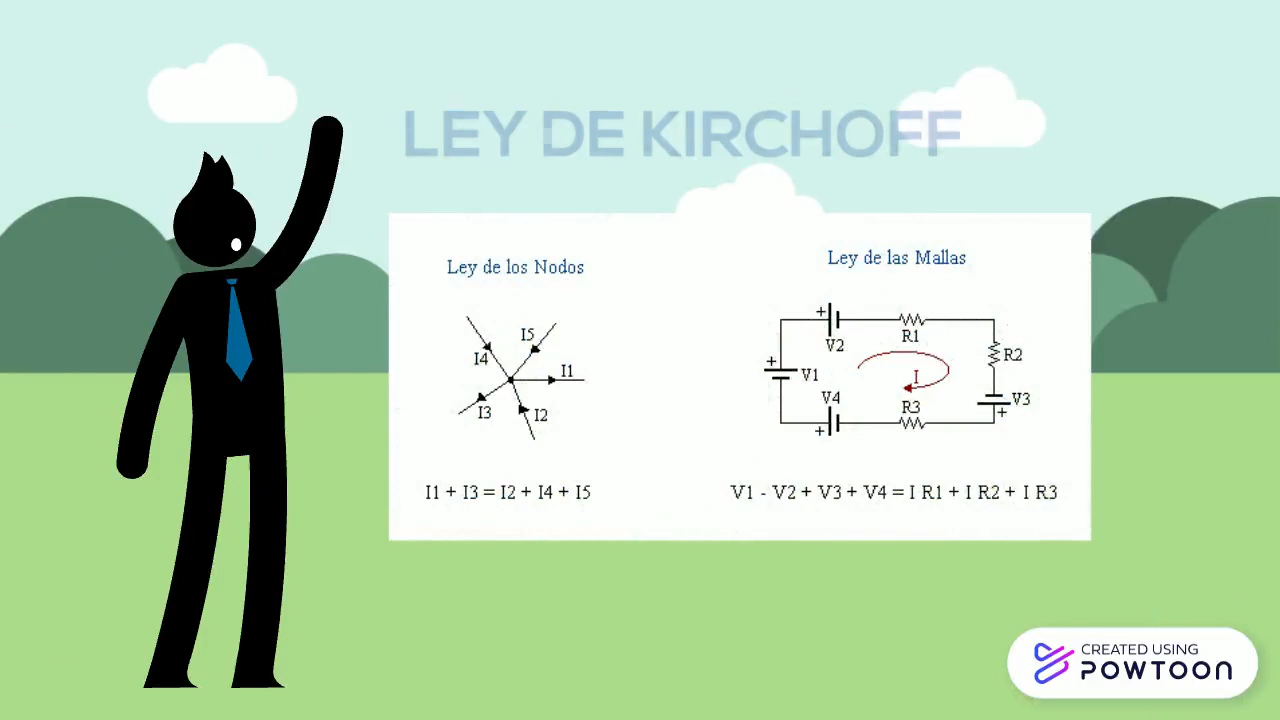 LEY DE KIRCHOFF
Ley de los Nodos
I5
I4
I1
I3
I2
I1 + I3 = I2 + I4 + I5
Ley de las Mallas
+
V2
R1
R2
+
V1
I
V3
+
V4
R3
+
V1 - V2 + V3 + V4 = I R1 + I R2 + I R3
CREATED USING
POWTOON